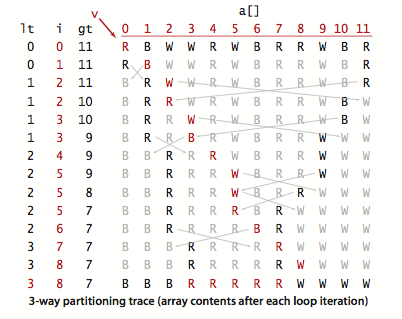 a[]
v
lt i gt 0 1 2 3 4 5 6 7 8 9 10 11
0 0 11 R B W W R W B R R W B R
0 1 11 R B W W R W B R R W B R
1 2 11 B R W W R W B R R W B R
1 2 10 B R R W R W B R R W B W
1 3 10 B R R W R W B R R W B W
1 3 9 B R R B R W B R R W W W
2 4 9 B B R R R W B R R W W W
2 5 9 B B R R R W B R R W W W
2 5 8 B B R R R W B R R W W W
2 5 7 B B R R R R B R W W W W
2 6 7 B B R R R R B R W W W W
3 7 7 B B B R R R R R W W W W
3 8 7 B B B R R R R R W W W W
3 8 7 B B B R R R R R W W W W
3-way partitioning trace (array contents after each loop iteration)